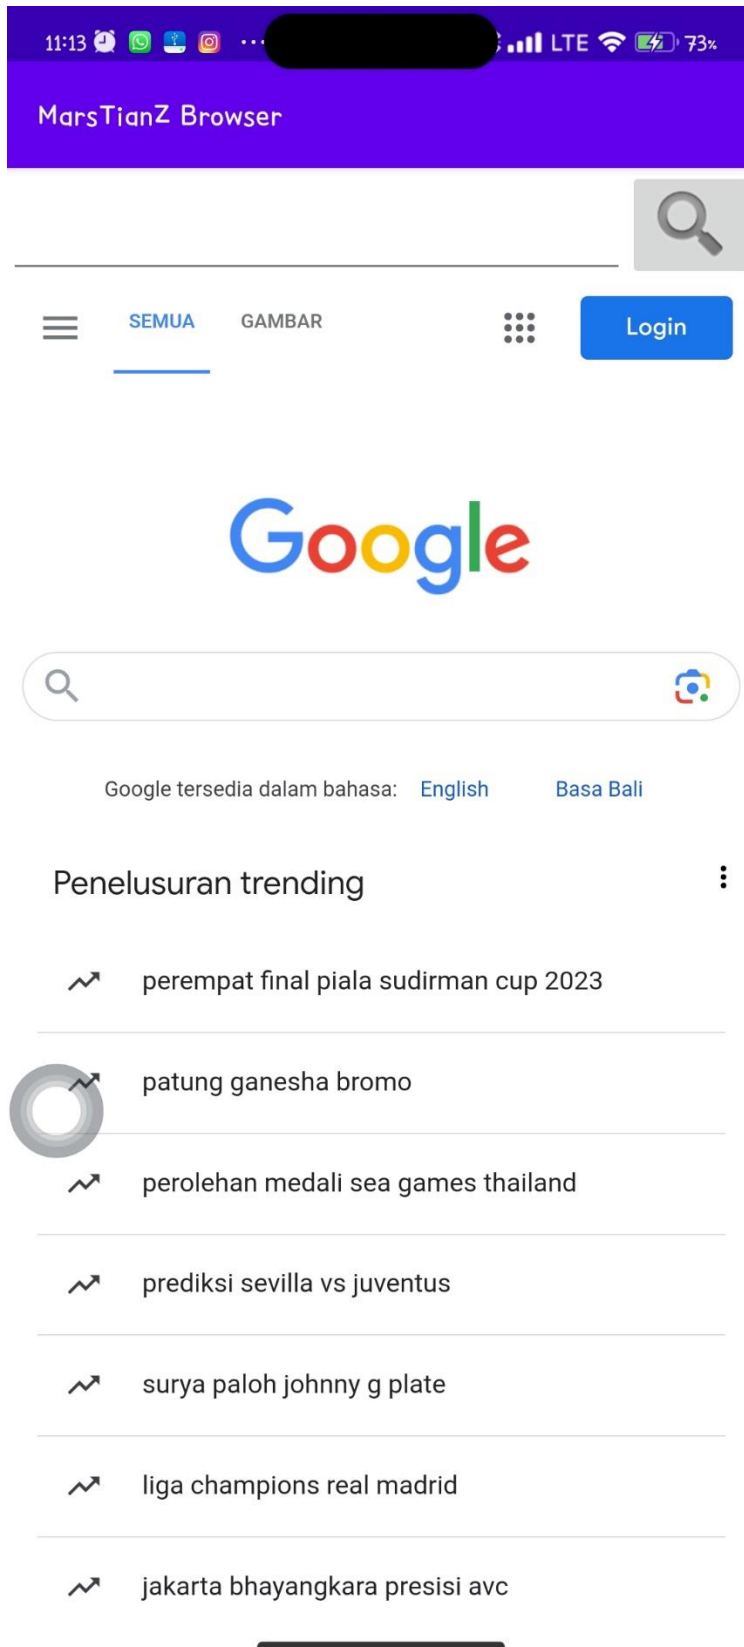 11:13 ... LTE 73%
MarsTianZ Browser
SEMUA GAMBAR Login
Google
Google tersedia dalam bahasa: English Basa Bali
Penelusuran trending
perempat final piala sudirman cup 2023
patung ganesha bromo
perolehan medali sea games thailand
prediksi sevilla vs juventus
surya paloh johnny g plate
liga champions real madrid
jakarta bhayangkara presisi avc